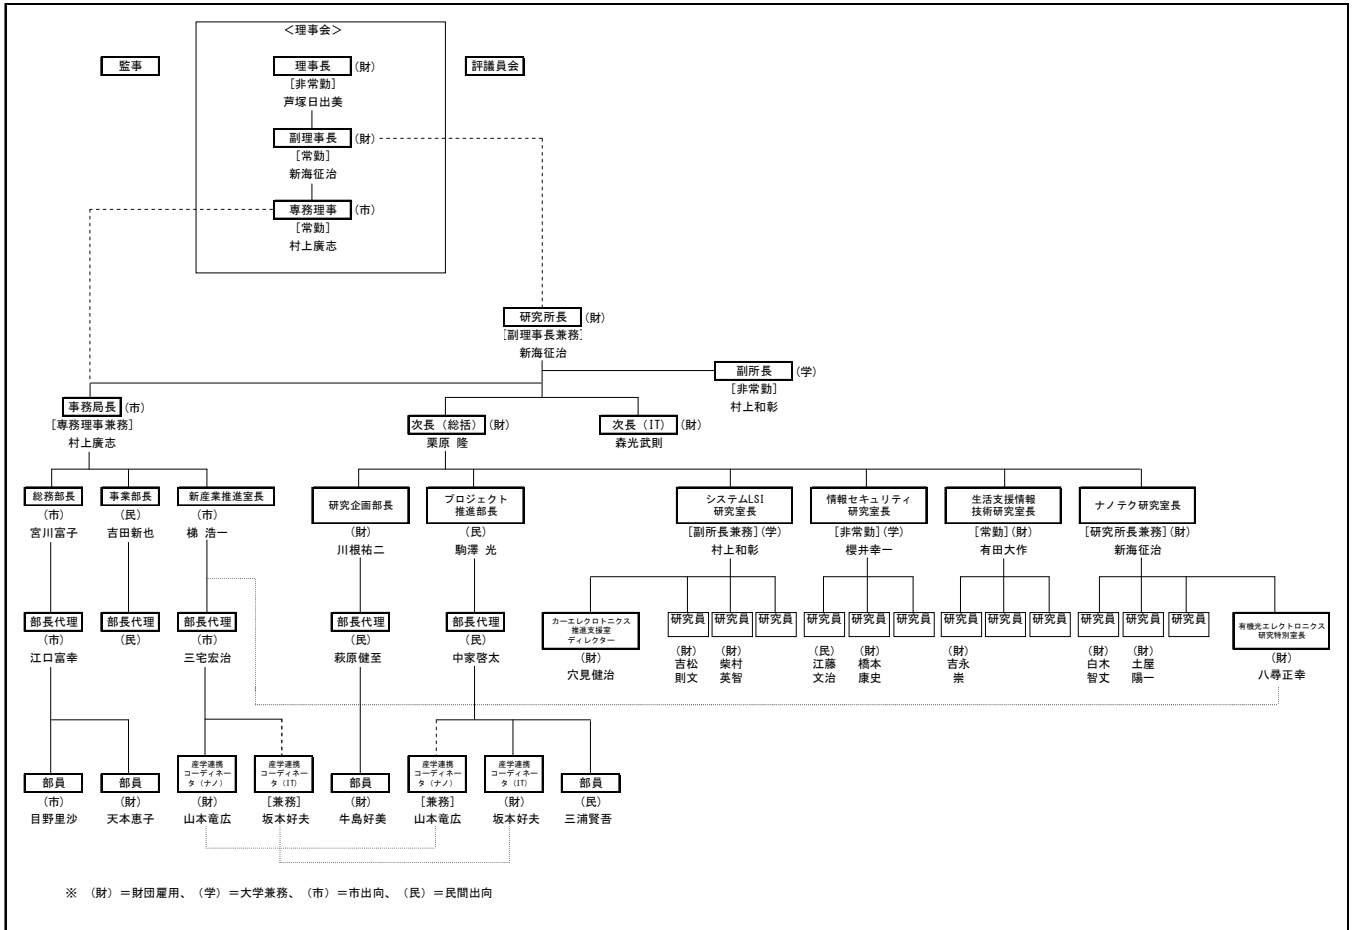 ＜理事会＞
監事
理事長 (財)
評議員会
[非常勤]
芦塚日出美
副理事長 (財)
[常勤]
新海征治
専務理事 (市)
[常勤]
村上廣志
研究所長 (財)
[副理事長兼務]
新海征治
副所長 (学)
[非常勤]
村上和彰
事務局長 (市)
[専務理事兼務]
村上廣志
次長（総括） (財)
栗原 隆
次長（IT） (財)
森光武則
総務部長
(市)
宮川富子
事業部長
(民)
吉田新也
新産業推進室長
(市)
梯 浩一
研究企画部長
(財)
川根祐二
プロジェクト
推進部長
(民)
駒澤 光
システムLSI
研究室長
[副所長兼務](学)
村上和彰
情報セキュリティ
研究室長
[非常勤](学)
櫻井幸一
生活支援情報
技術研究室長
[常勤](財)
有田大作
ナノテク研究室長
[研究所長兼務](財)
新海征治
部長代理
(市)
江口富幸
部長代理
(民)
部長代理
(市)
三宅宏治
部長代理
(民)
萩原健至
部長代理
(民)
中家啓太
カーエレクロトニクス
推進支援室
ディレクター
(財)
穴見健治
研究員
(財)
吉松
則文
研究員
(財)
柴村
英智
研究員
研究員
(民)
江藤
文治
研究員
(財)
橋本
康史
研究員
研究員
(財)
吉永
崇
研究員
研究員
研究員
(財)
白木
智丈
研究員
(財)
土屋
陽一
研究員
有機光エレクトロニクス
研究特別室長
(財)
八尋正幸
部員
(市)
目野里沙
部員
(財)
天本恵子
産学連携
コーディネー
タ（ナノ）
(財)
山本竜広
産学連携
コーディネー
タ（IT）
[兼務]
坂本好夫
部員
(財)
牛島好美
産学連携
コーディネー
タ（ナノ）
[兼務]
山本竜広
産学連携
コーディネー
タ（IT）
(財)
坂本好夫
部員
(民)
三浦賢吾
※ （財）＝財団雇用、（学）＝大学兼務、（市）＝市出向、（民）＝民間出向